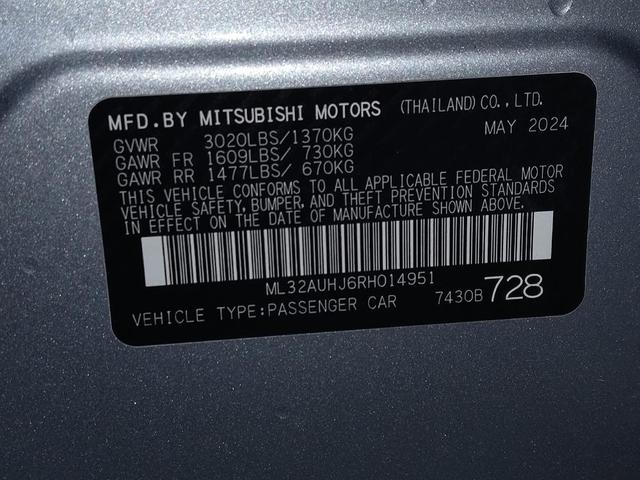 MFD.BY MITSUBISHI MOTORS (THAILAND) CO., LTD.
MAY 2024
GVWR 3020LBS/1370KG
GAWR FR 1609LBS/ 730KG
GAWR RR 1477LBS/ 670KG
THIS VEHICLE CONFORMS TO ALL APPLICABLE FEDERAL MOTOR
VEHICLE SAFETY, BUMPER, AND THEFT PREVENTION STANDARDS
IN EFFECT ON THE DATE OF MANUFACTURE SHOWN ABOVE.
ML32AUHJ6RH014951
VEHICLE TYPE:PASSENGER CAR 7430B 728